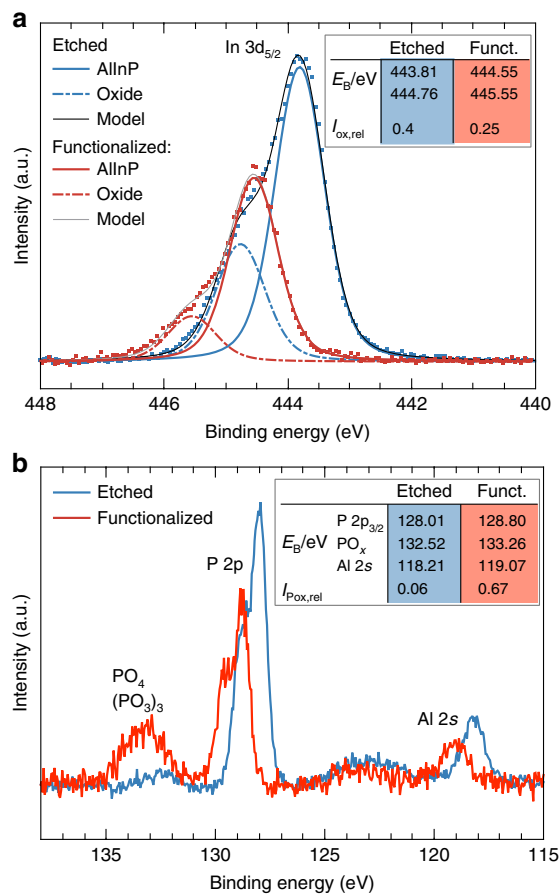 a
Etched
AlInP
Oxide
Model
Functionalized:
AlInP
Oxide
Model
In 3d5/2
Etched Funct.
EB/eV 443.81 444.55
444.76 445.55
Iox,rel 0.4 0.25
Intensity (a.u.)
448 446 444 442 440
Binding energy (eV)
b
Etched
Functionalized
P 2p
PO4
(PO3)3
Al 2s
Etched Funct.
P 2p3/2 128.01 128.80
EB/eV POx 132.52 133.26
Al 2s 118.21 119.07
IPox,rel 0.06 0.67
Intensity (a.u.)
135 130 125 120 115
Binding energy (eV)